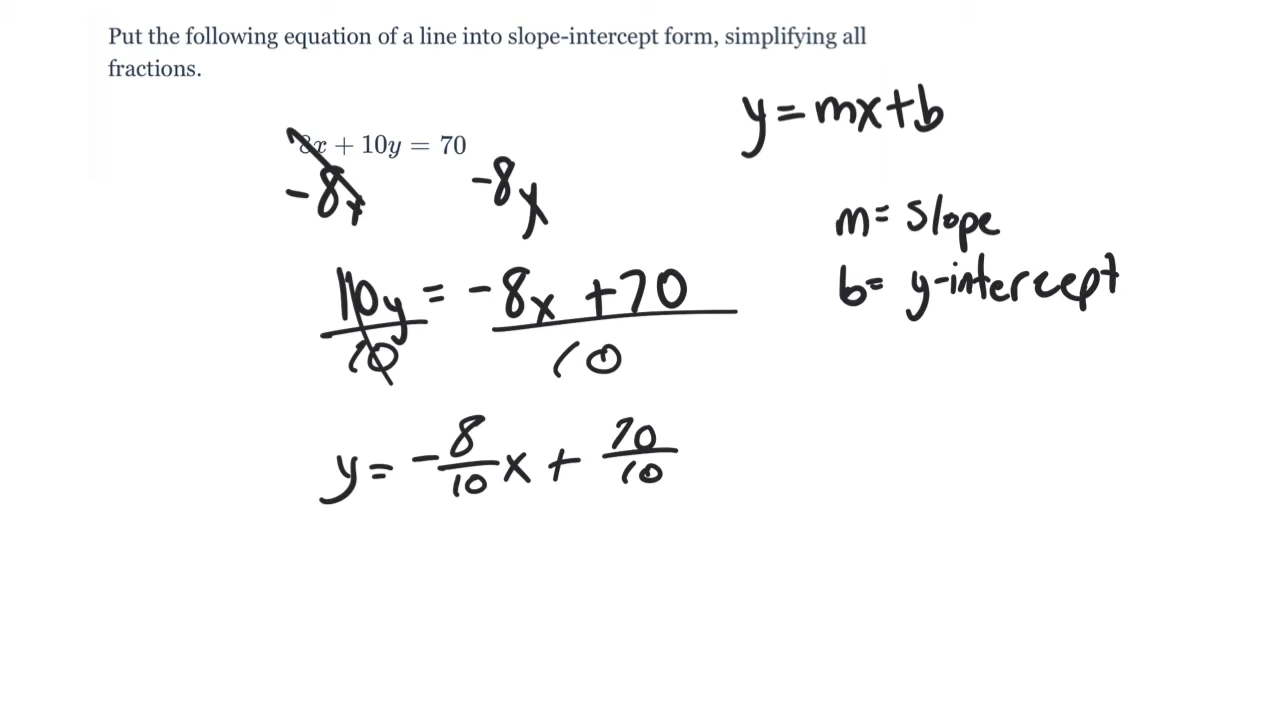 Put the following equation of a line into slope-intercept form, simplifying all
fractions.
y = mx + b
8x + 10y = 70
-8x -8x
m = slope
b = y-intercept
10y = -8x + 70
10 10
y = -8/10 x + 70/10